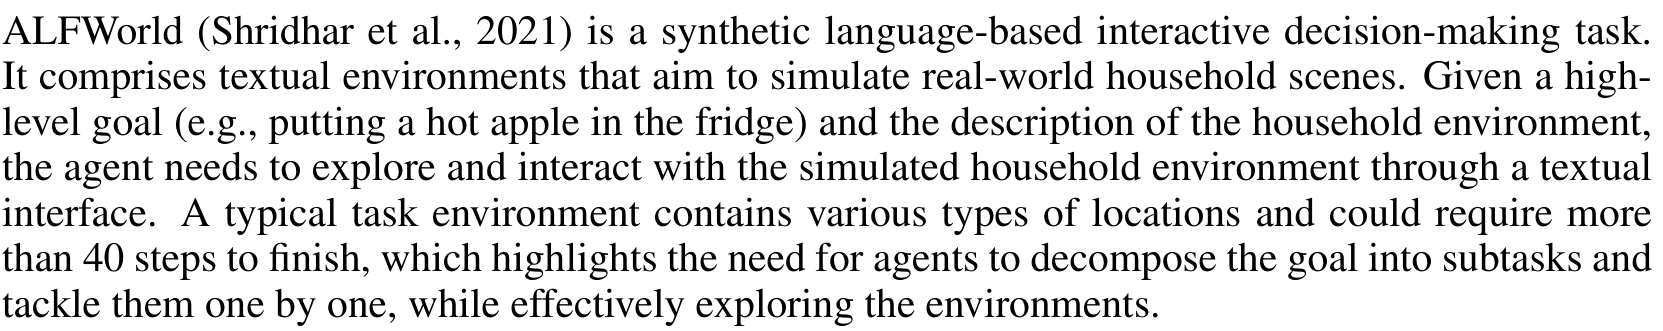 ALFWorld (Shridhar et al., 2021) is a synthetic language-based interactive decision-making task.
It comprises textual environments that aim to simulate real-world household scenes. Given a high-
level goal (e.g., putting a hot apple in the fridge) and the description of the household environment,
the agent needs to explore and interact with the simulated household environment through a textual
interface. A typical task environment contains various types of locations and could require more
than 40 steps to finish, which highlights the need for agents to decompose the goal into subtasks and
tackle them one by one, while effectively exploring the environments.